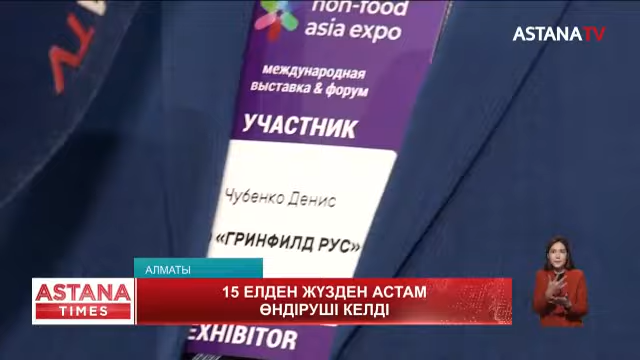 non-food
asia expo
международная
выставка & форум
УЧАСТНИК
Чубенко Денис
«ГРИНФИЛД РУС»
EXHIBITOR
ASTANATV
TV
АЛМАТЫ
ASTANA
TIMES
15 ЕЛДЕН ЖҮЗДЕН АСТАМ
ӨНДІРУШІ КЕЛДІ